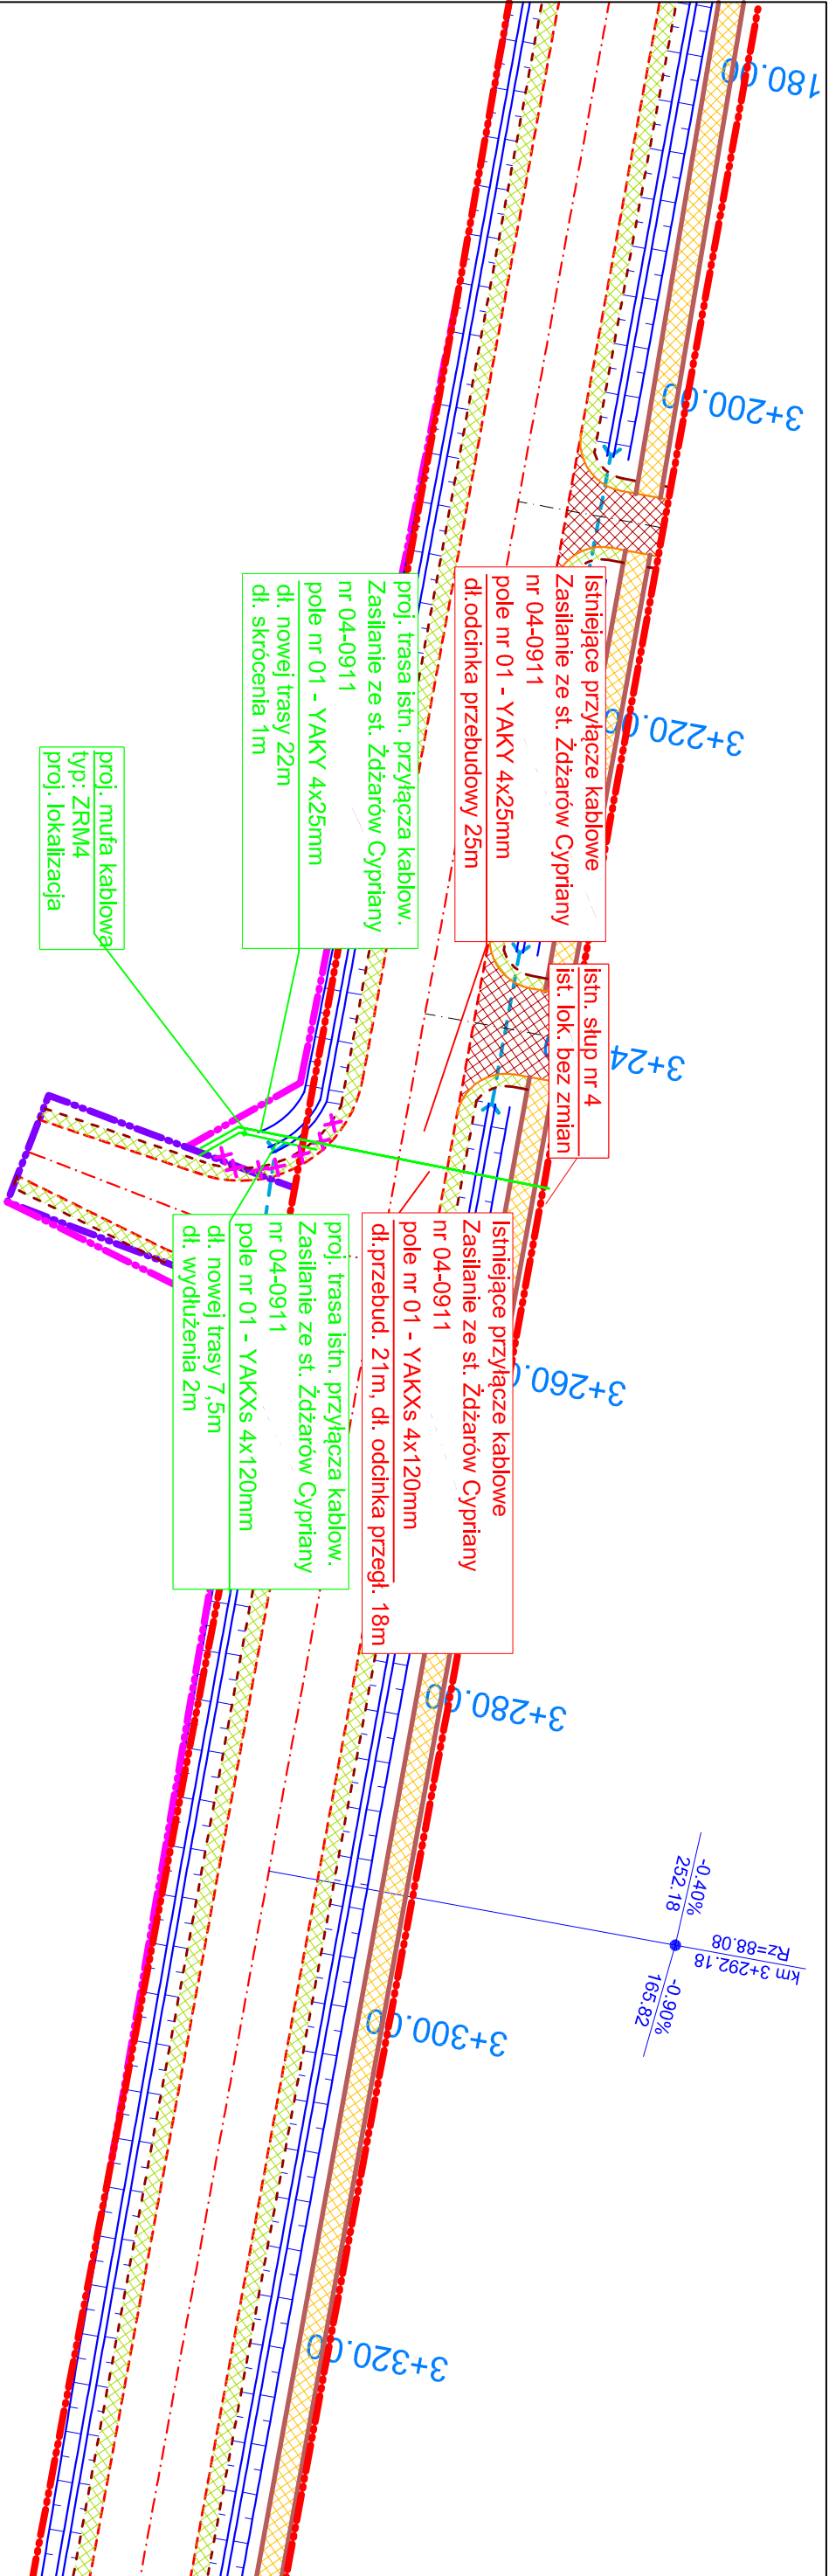 180.00
3+200.00
3+220.00
3+24
3+260.0
3+280.00
3+300.00
3+320.00
Istniejące przyłącze kablowe
Zasilanie ze st. Żdżarów Cypriany
nr 04-0911
pole nr 01 - YAKY 4x25mm
dł.odcinka przebudowy 25m
proj. trasa istn. przyłącza kablow.
Zasilanie ze st. Żdżarów Cypriany
nr 04-0911
pole nr 01 - YAKY 4x25mm
dł. nowej trasy 22m
dł. skrócenia 1m
proj. mufa kablowa
typ: ZRM4
proj. lokalizacja
istn. słup nr 4
ist. lok. bez zmian
Istniejące przyłącze kablowe
Zasilanie ze st. Żdżarów Cypriany
nr 04-0911
pole nr 01 - YAKXs 4x120mm
dł.przebud. 21m, dł. odcinka przegł. 18m
proj. trasa istn. przyłącza kablow.
Zasilanie ze st. Żdżarów Cypriany
nr 04-0911
pole nr 01 - YAKXs 4x120mm
dł. nowej trasy 7,5m
dł. wydłużenia 2m
-0.40%
252.18
km 3+292.18
Rz=88.08
-0.90%
165.82